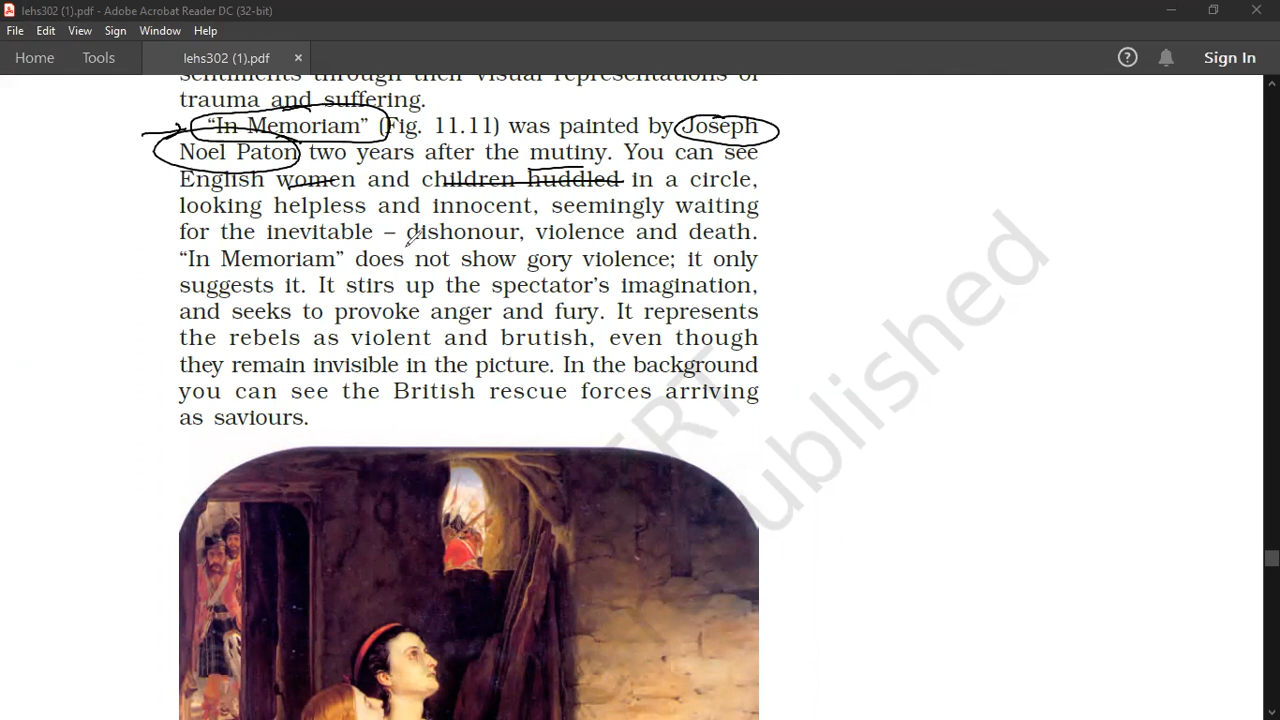 lehs302 (1).pdf - Adobe Acrobat Reader DC (32-bit)
File Edit View Sign Window Help
Home Tools lehs302 (1).pdf × Sign In
sentiments through their visual representations of
trauma and suffering.
“In Memoriam” (Fig. 11.11) was painted by Joseph
Noel Paton two years after the mutiny. You can see
English women and children huddled in a circle,
looking helpless and innocent, seemingly waiting
for the inevitable – dishonour, violence and death.
“In Memoriam” does not show gory violence; it only
suggests it. It stirs up the spectator’s imagination,
and seeks to provoke anger and fury. It represents
the rebels as violent and brutish, even though
they remain invisible in the picture. In the background
you can see the British rescue forces arriving
as saviours.